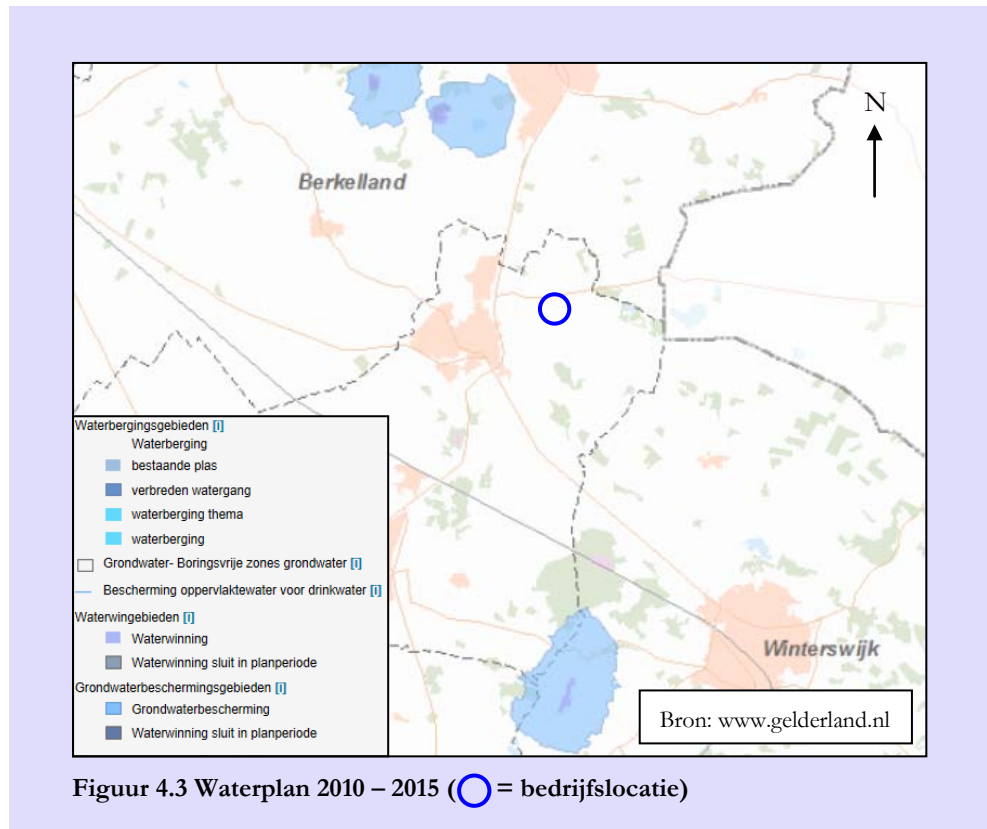 N
Berkelland
Waterbergingsgebieden [i]
Waterberging
bestaande plas
verbreden watergang
waterberging thema
waterberging
Grondwater- Boringsvrije zones grondwater [i]
Bescherming oppervlaktewater voor drinkwater [i]
Waterwingebieden [i]
Waterwinning
Waterwinning sluit in planperiode
Grondwaterbeschermingsgebieden [i]
Grondwaterbescherming
Waterwinning sluit in planperiode
Winterswijk
Bron: www.gelderland.nl
Figuur 4.3 Waterplan 2010 – 2015 ( = bedrijfslocatie)